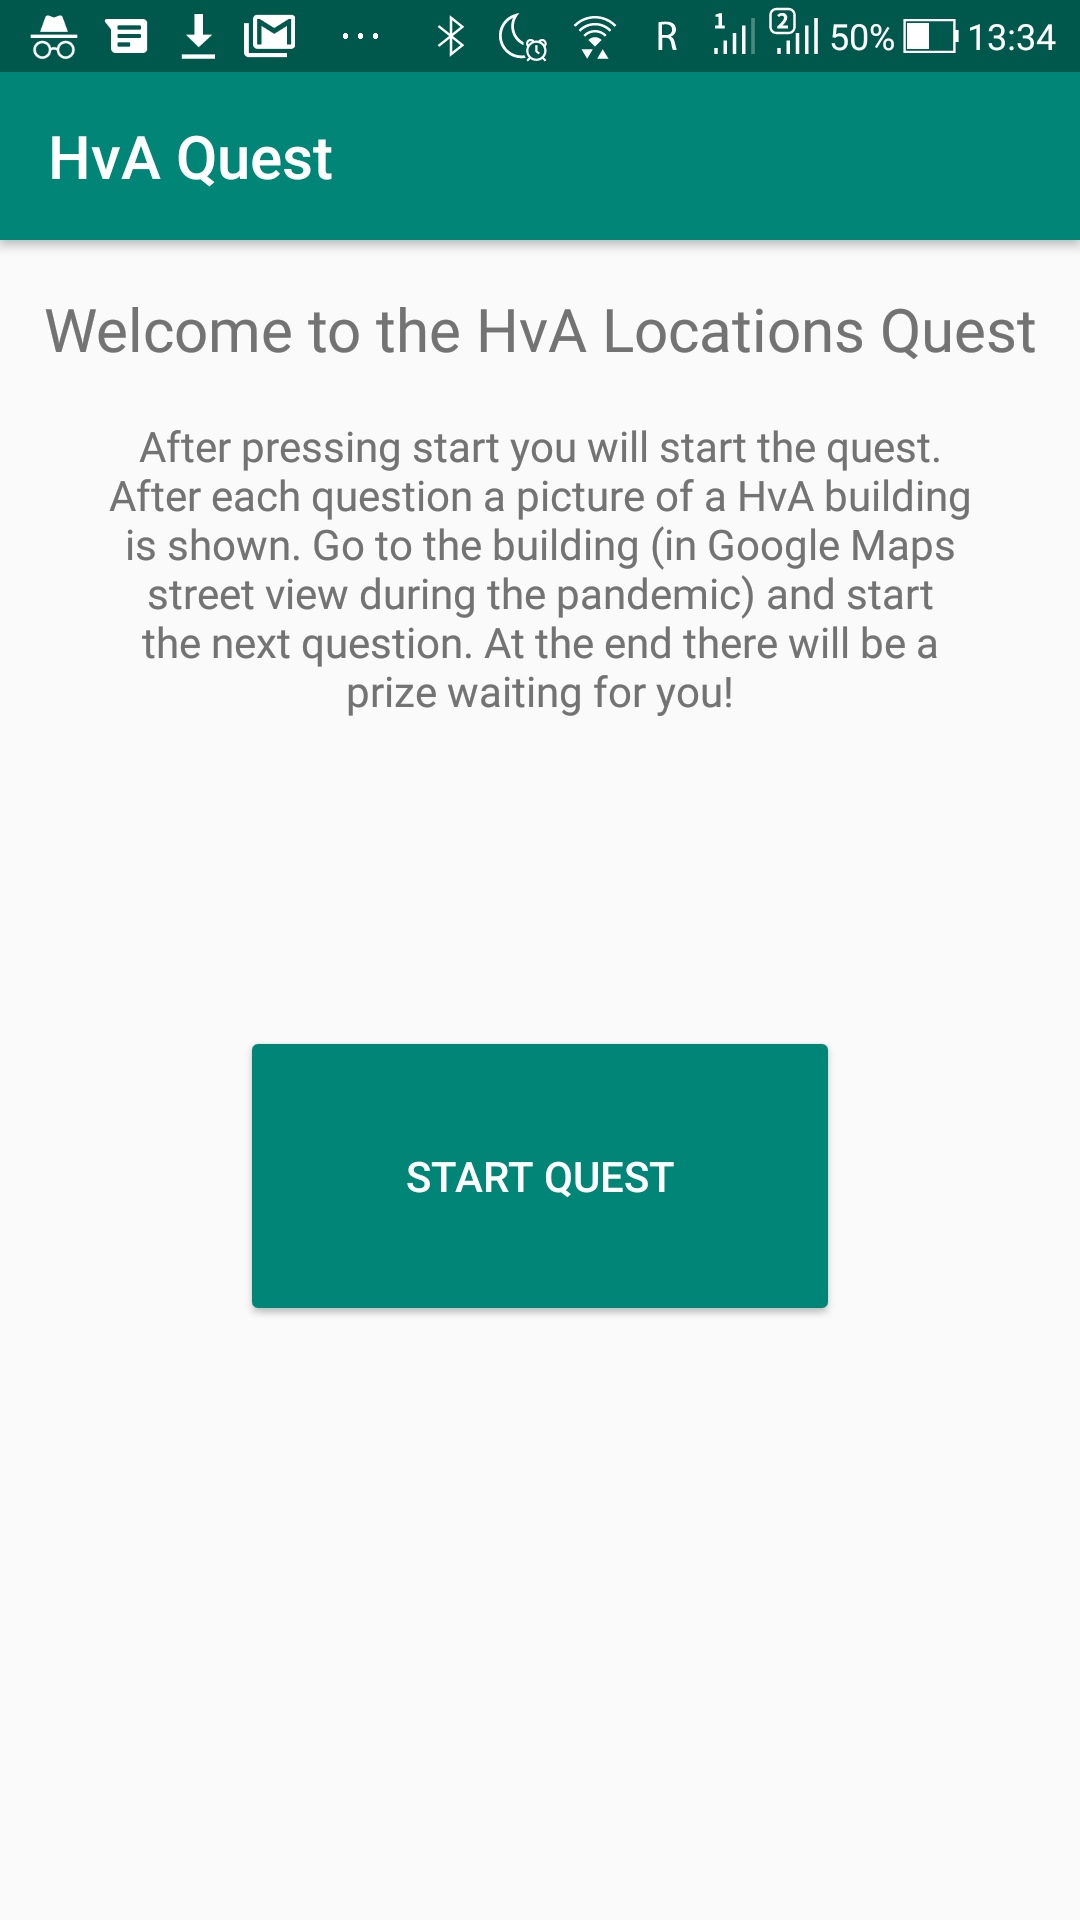 R 1 2 50% 13:34
HvA Quest
Welcome to the HvA Locations Quest
After pressing start you will start the quest.
After each question a picture of a HvA building
is shown. Go to the building (in Google Maps
street view during the pandemic) and start
the next question. At the end there will be a
prize waiting for you!
START QUEST